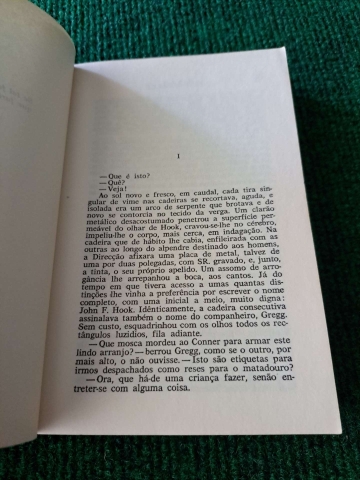 I
—Que é isto?
—Quê?
—Veja!
Ao sol novo e fresco, em caudal, cada tira sin-
gular de vime nas cadeiras se recortava, aguda, e
isolada era um arco de serpente que brotava e de
novo se contorcia no tecido da verga. Um clarão
metálico desacostumado penetrou a superfície perme
ável do olhar de Hook, cravou-se-lhe no cérebro,
impeliu-lhe o corpo, mais cerca, em indagação. Na
cadeira que de hábito lhe cabia, enfileirada com as
outras ao longo do alpendre destinado aos homens,
a Direcção afixara uma placa de metal, talvez de
uma por duas polegadas, com SR. gravado, e, junto,
a tinta, o seu próprio apelido. Um assomo de arro-
gância lhe arrepanhou a boca, aos cantos. Já do
tempo em que tivera acesso a umas quantas dis-
tinções lhe vinha a preferência por escrever o nome
completo, com uma inicial a meio, muito digna:
John F. Hook. Idênticamente, a cadeira consecutiva
assinalava também o nome do companheiro, Gregg.
Sem custo, esquadrinhou com os olhos todos os rec-
tângulos luzidios, fila adiante.
—Que mosca mordeu ao Conner para armar este
lindo arranjo? — berrou Gregg, como se o outro, por
mais alto, o não ouvisse. — Isto são etiquetas para
irmos despachados como reses para o matadouro?
—Ora, que há-de uma criança fazer, senão en-
treter-se com alguma coisa.